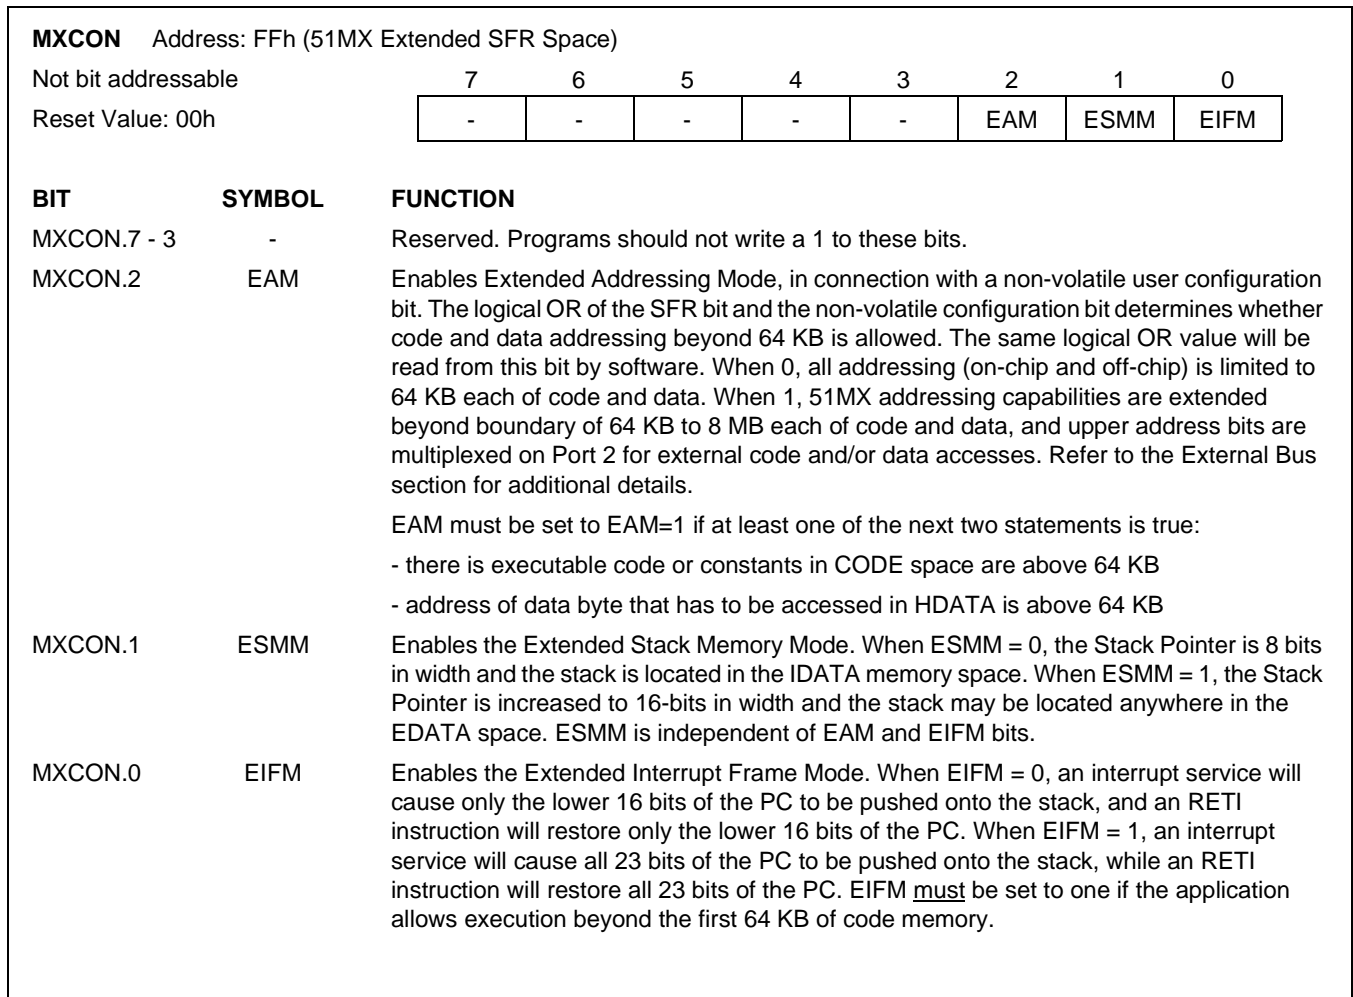 MXCON Address: FFh (51MX Extended SFR Space)
Not bit addressable 7 6 5 4 3 2 1 0
Reset Value: 00h - - - - - EAM ESMM EIFM
BIT SYMBOL FUNCTION
MXCON.7 - 3 - Reserved. Programs should not write a 1 to these bits.
MXCON.2 EAM Enables Extended Addressing Mode, in connection with a non-volatile user configuration
bit. The logical OR of the SFR bit and the non-volatile configuration bit determines whether
code and data addressing beyond 64 KB is allowed. The same logical OR value will be
read from this bit by software. When 0, all addressing (on-chip and off-chip) is limited to
64 KB each of code and data. When 1, 51MX addressing capabilities are extended
beyond boundary of 64 KB to 8 MB each of code and data, and upper address bits are
multiplexed on Port 2 for external code and/or data accesses. Refer to the External Bus
section for additional details.
EAM must be set to EAM=1 if at least one of the next two statements is true:
- there is executable code or constants in CODE space are above 64 KB
- address of data byte that has to be accessed in HDATA is above 64 KB
MXCON.1 ESMM Enables the Extended Stack Memory Mode. When ESMM = 0, the Stack Pointer is 8 bits
in width and the stack is located in the IDATA memory space. When ESMM = 1, the Stack
Pointer is increased to 16-bits in width and the stack may be located anywhere in the
EDATA space. ESMM is independent of EAM and EIFM bits.
MXCON.0 EIFM Enables the Extended Interrupt Frame Mode. When EIFM = 0, an interrupt service will
cause only the lower 16 bits of the PC to be pushed onto the stack, and an RETI
instruction will restore only the lower 16 bits of the PC. When EIFM = 1, an interrupt
service will cause all 23 bits of the PC to be pushed onto the stack, while an RETI
instruction will restore all 23 bits of the PC. EIFM must be set to one if the application
allows execution beyond the first 64 KB of code memory.